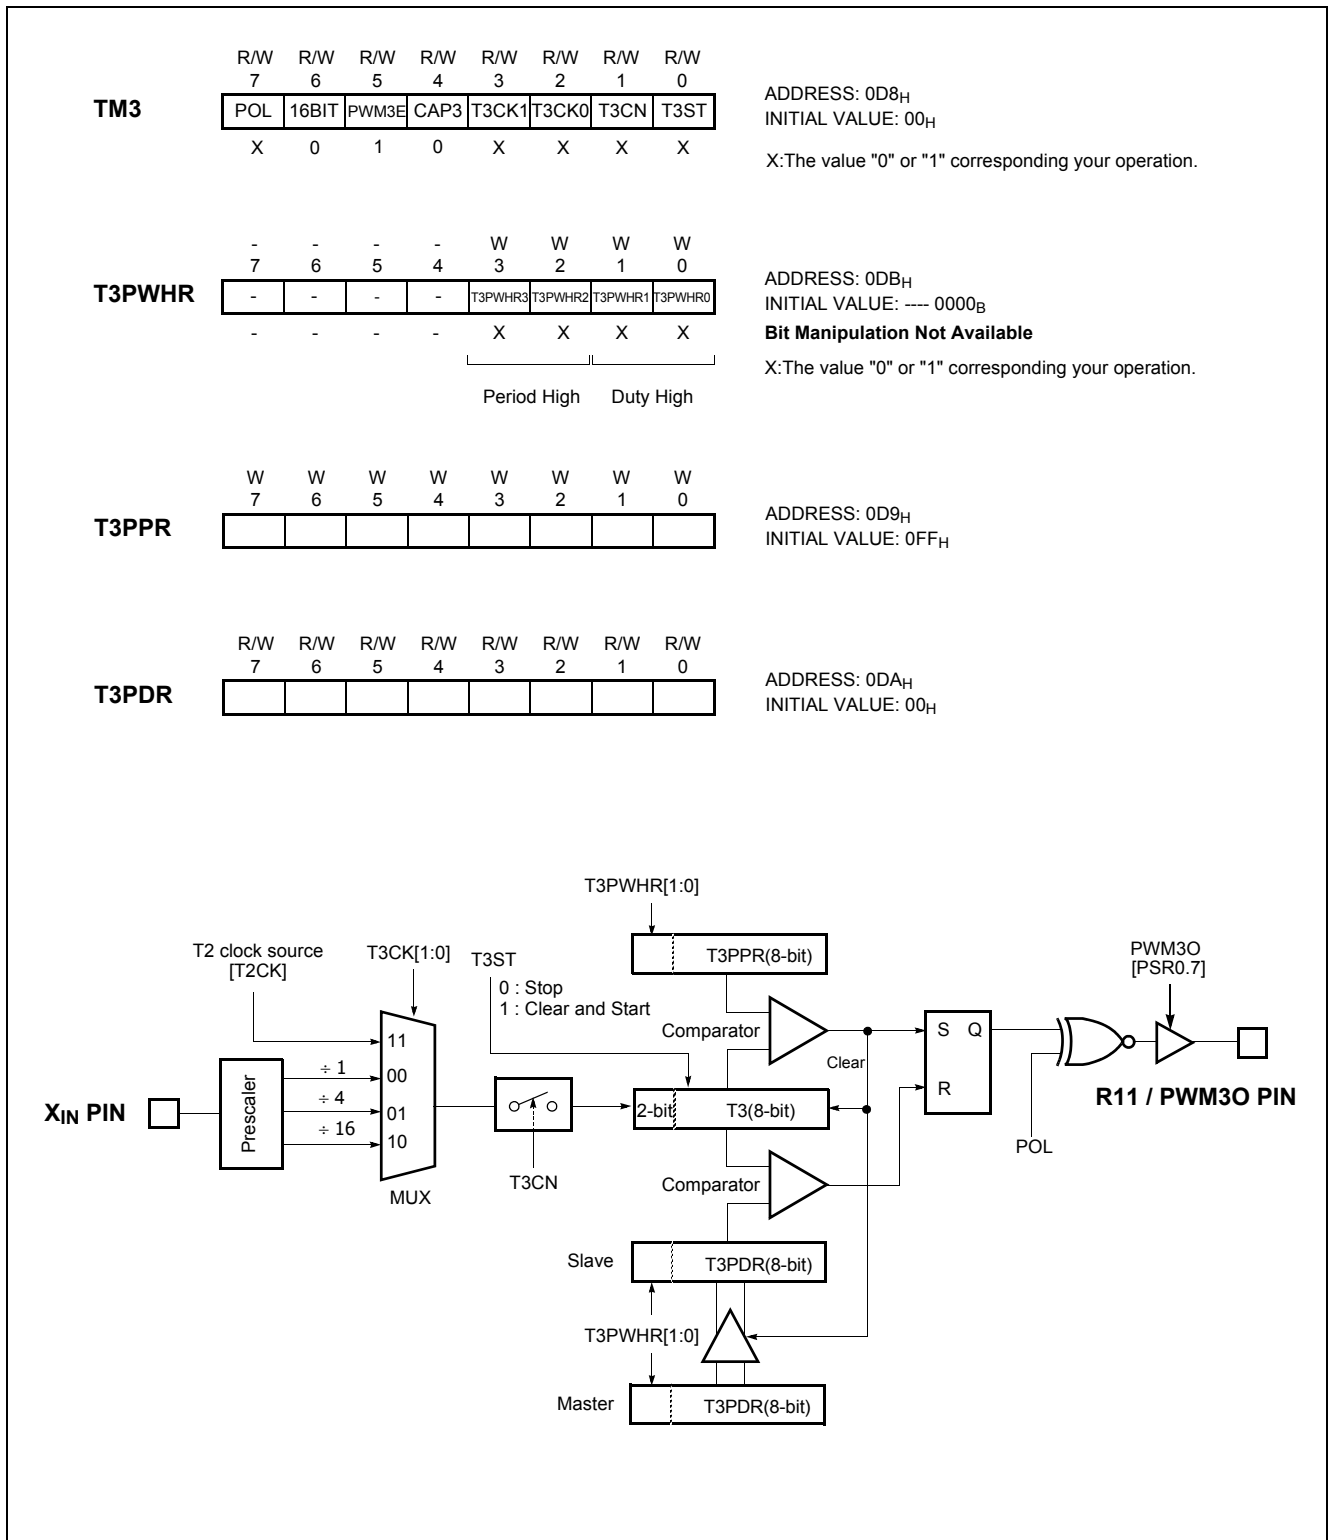 R/W R/W R/W R/W R/W R/W R/W R/W
7 6 5 4 3 2 1 0
TM3
POL 16BIT PWM3E CAP3 T3CK1 T3CK0 T3CN T3ST
X 0 1 0 X X X X
ADDRESS: 0D8H
INITIAL VALUE: 00H
X:The value "0" or "1" corresponding your operation.
- - - - W W W W
7 6 5 4 3 2 1 0
T3PWHR
- - - - T3PWHR3 T3PWHR2 T3PWHR1 T3PWHR0
- - - - X X X X
Period High Duty High
ADDRESS: 0DBH
INITIAL VALUE: ---- 0000B
Bit Manipulation Not Available
X:The value "0" or "1" corresponding your operation.
W W W W W W W W
7 6 5 4 3 2 1 0
T3PPR
ADDRESS: 0D9H
INITIAL VALUE: 0FFH
R/W R/W R/W R/W R/W R/W R/W R/W
7 6 5 4 3 2 1 0
T3PDR
ADDRESS: 0DAH
INITIAL VALUE: 00H
T3PWHR[1:0]
T2 clock source
[T2CK]
T3CK[1:0]
T3ST
0 : Stop
1 : Clear and Start
T3PPR(8-bit)
PWM3O
[PSR0.7]
Comparator
Clear
S Q
R
11
÷ 1
00
÷ 4
01
÷ 16
10
XIN PIN
Prescaler
MUX
T3CN
2-bit
T3(8-bit)
R11 / PWM3O PIN
POL
Comparator
Slave
T3PDR(8-bit)
T3PWHR[1:0]
Master
T3PDR(8-bit)